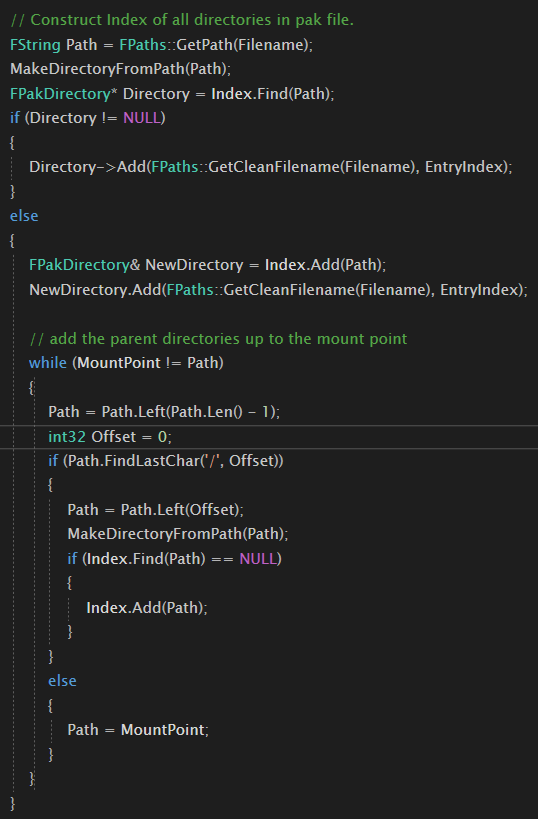 // Construct Index of all directories in pak file.
FString Path = FPaths::GetPath(Filename);
MakeDirectoryFromPath(Path);
FPakDirectory* Directory = Index.Find(Path);
if (Directory != NULL)
{
Directory->Add(FPaths::GetCleanFilename(Filename), EntryIndex);
}
else
{
FPakDirectory& NewDirectory = Index.Add(Path);
NewDirectory.Add(FPaths::GetCleanFilename(Filename), EntryIndex);
// add the parent directories up to the mount point
while (MountPoint != Path)
{
Path = Path.Left(Path.Len() - 1);
int32 Offset = 0;
if (Path.FindLastChar('/', Offset))
{
Path = Path.Left(Offset);
MakeDirectoryFromPath(Path);
if (Index.Find(Path) == NULL)
{
Index.Add(Path);
}
}
else
{
Path = MountPoint;
}
}
}